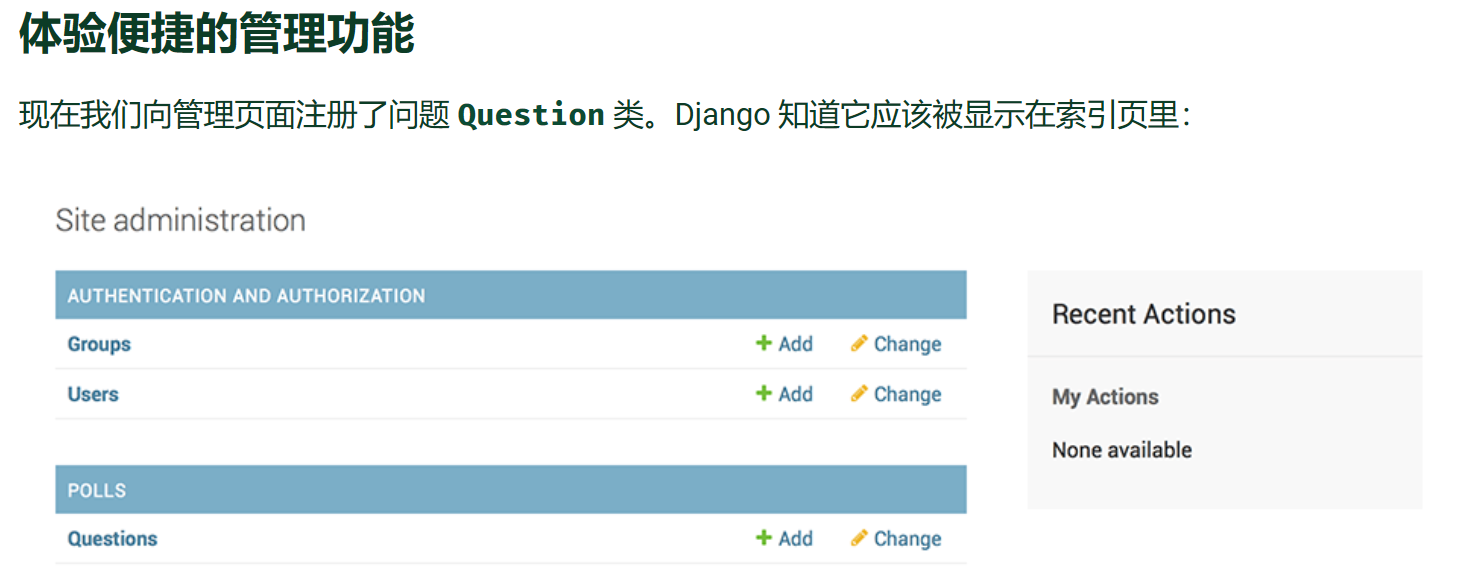 体验便捷的管理功能
现在我们向管理页面注册了问题 Question 类。Django 知道它应该被显示在索引页里：
Site administration
AUTHENTICATION AND AUTHORIZATION
Groups Add Change
Users Add Change
POLLS
Questions Add Change
Recent Actions
My Actions
None available